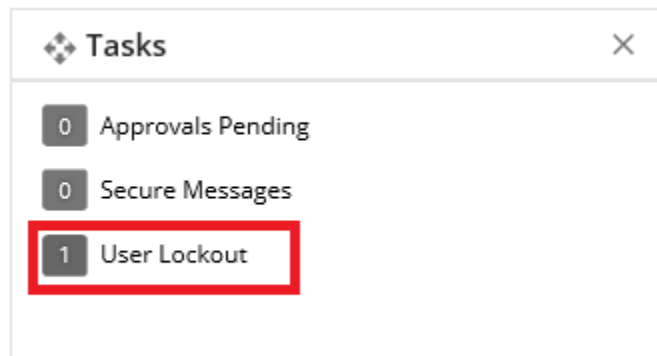 Tasks
0 Approvals Pending
0 Secure Messages
1 User Lockout